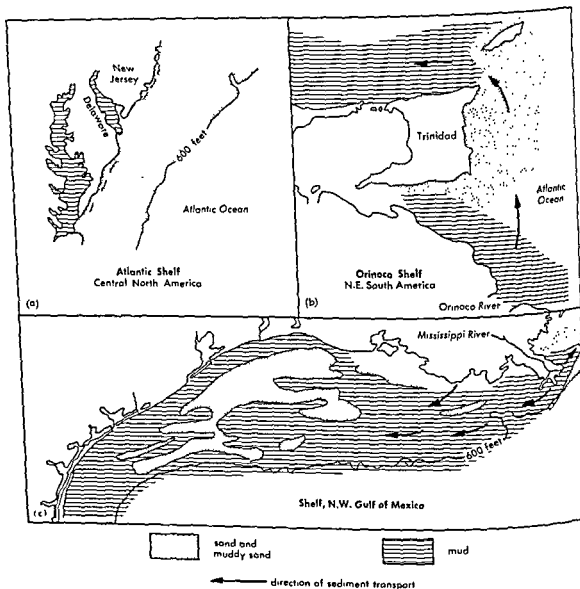 New
Jersey
Delaware
600 feet
Atlantic Ocean
Atlantic Shelf
Central North America
(a)
Trinidad
Atlantic
Ocean
Orinoco Shelf
N.E. South America
(b)
Orinoco River
Mississippi River
600 feet
(c)
Shelf, N.W. Gulf of Mexico
sand and
muddy sand
mud
direction of sediment transport